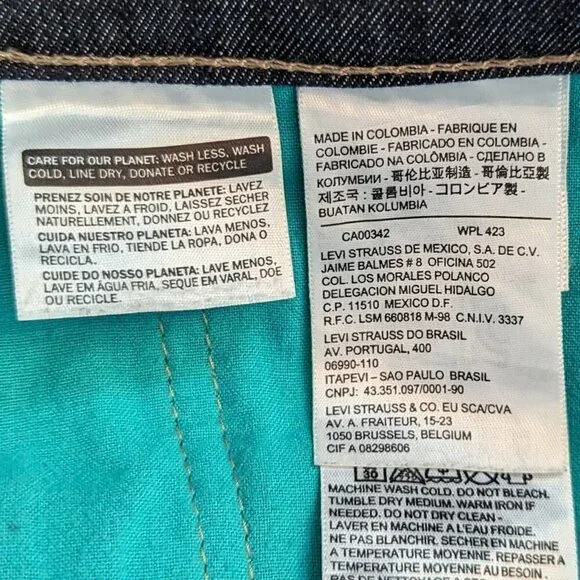 CARE FOR OUR PLANET: WASH LESS, WASH
COLD, LINE DRY, DONATE OR RECYCLE
PRENEZ SOIN DE NOTRE PLANETE: LAVEZ
MOINS, LAVEZ À FROID, LAISSEZ SÉCHER
NATURELLEMENT, DONNEZ OU RECYCLEZ
CUIDA NUESTRO PLANETA: LAVA MENOS,
LAVA EN FRIO, TIENDE LA ROPA, DONA O
RECICLA.
CUIDE DO NOSSO PLANETA: LAVE MENOS,
LAVE EM ÁGUA FRIA, SEQUE EM VARAL, DOE
OU RECICLE.
MADE IN COLOMBIA - FABRIQUE EN
COLOMBIE - FABRICADO EN COLOMBIA -
FABRICADO NA COLÔMBIA - СДЕЛАНО В
КОЛУМБИИ - 哥伦比亚制造 - 哥倫比亞製
제조국 : 콜롬비아 - コロンビア製 -
BUATAN KOLUMBIA
CA00342 WPL 423
LEVI STRAUSS DE MEXICO, S.A. DE C.V.
JAIME BALMES # 8 OFICINA 502
COL. LOS MORALES POLANCO
DELEGACION MIGUEL HIDALGO
C.P. 11510 MEXICO D.F.
R.F.C. LSM 660818 M-98 C.N.I.V. 3337
LEVI STRAUSS DO BRASIL
AV. PORTUGAL, 400
06990-110
ITAPEVI – SAO PAULO BRASIL
CNPJ: 43.351.097/0001-90
LEVI STRAUSS & CO. EU SCA/CVA
AV. A. FRAITEUR, 15-23
1050 BRUSSELS, BELGIUM
CIF A 08298606
30 P
MACHINE WASH COLD. DO NOT BLEACH.
TUMBLE DRY MEDIUM. WARM IRON IF
NEEDED. DO NOT DRY CLEAN -
LAVER EN MACHINE A L'EAU FROIDE.
NE PAS BLANCHIR. SECHER EN MACHINE
A TEMPERATURE MOYENNE. REPASSER A
TEMPERATURE MOYENNE AU BESOIN.